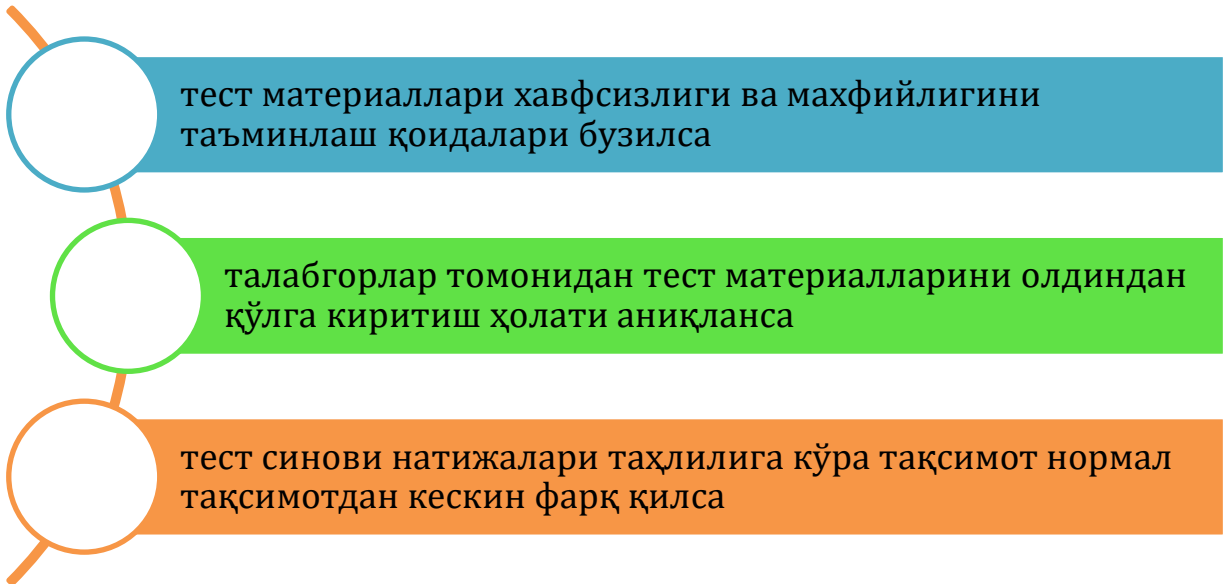 тест материаллари хавфсизлиги ва махфийлигини
таъминлаш қоидалари бузилса
талабгорлар томонидан тест материалларини олдиндан
қўлга киритиш ҳолати аниқланса
тест синови натижалари таҳлилига кўра тақсимот нормал
тақсимотдан кескин фарқ қилса